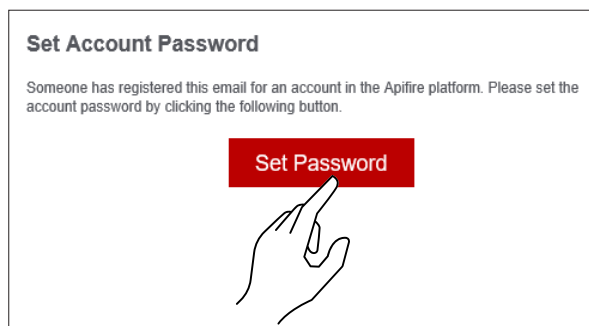 Set Account Password
Someone has registered this email for an account in the Apifire platform. Please set the
account password by clicking the following button.
Set Password